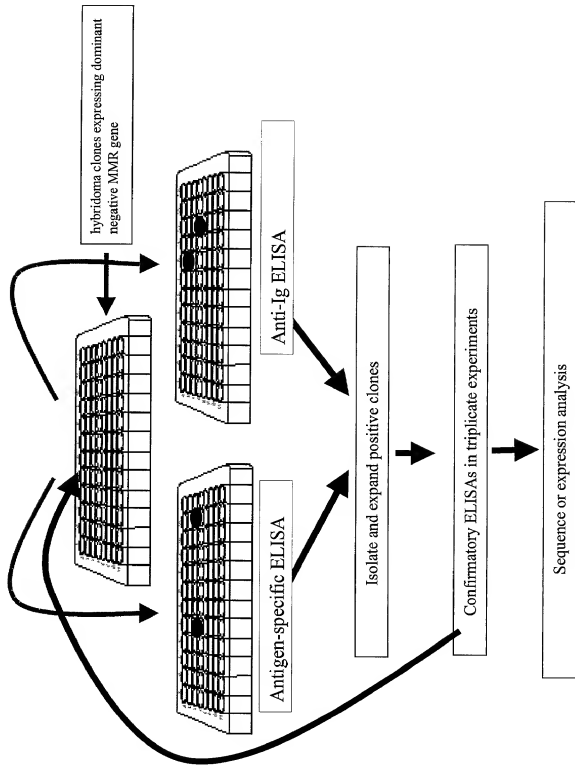 hybridoma clones expressing dominant
negative MMR gene
Antigen-specific ELISA
Anti-Ig ELISA
Isolate and expand positive clones
Confirmatory ELISAs in triplicate experiments
Sequence or expression analysis